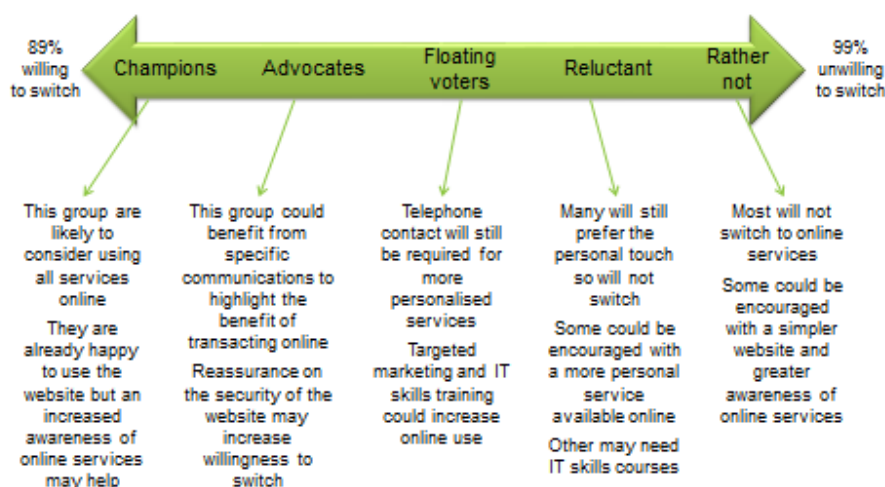 89%
willing
to switch
Champions
Advocates
Floating
voters
Reluctant
Rather
not
99%
unwilling
to switch
This group are
likely to
consider using
all services
online
They are
already happy
to use the
website but an
increased
awareness of
online services
may help
This group could
benefit from
specific
communications to
highlight the
benefit of
transacting online
Reassurance on
the security of the
website may
increase
willingness to
switch
Telephone
contact will still
be required for
more
personalised
services
Targeted
marketing and IT
skills training
could increase
online use
Many will still
prefer the
personal touch
so will not
switch
Some could be
encouraged with
a more personal
service
available online
Other may need
IT skills courses
Most will not
switch to online
services
Some could be
encouraged
with a simpler
website and
greater
awareness of
online services